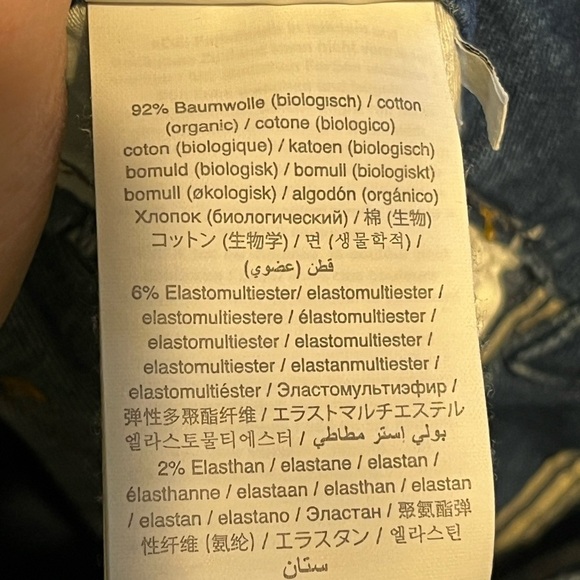 92% Baumwolle (biologisch) / cotton
(organic) / cotone (biologico)
coton (biologique) / katoen (biologisch)
bomuld (biologisk) / bomull (biologiskt)
bomull (økologisk) / algodón (orgánico)
Хлопок (биологический) / 棉 (生物)
コットン (生物学) / 면 (생물학적) /
قطن (عضوي)
6% Elastomultiester/ elastomultiester /
elastomultiestere / élastomultiester /
elastomultiester / elastomultiester /
elastomultiester / elastanmultiester /
elastomultiéster / Эластомультиэфир /
弹性多聚酯纤维 / エラストマルチエステル
엘라스토물티에스터 / بولي إستر مطاطي
2% Elasthan / elastane / elastan /
élasthanne / elastaan / elasthan / elastan
/ elastan / elastano / Эластан / 聚氨酯弹
性纤维 (氨纶) / エラスタン / 엘라스틴
ستان